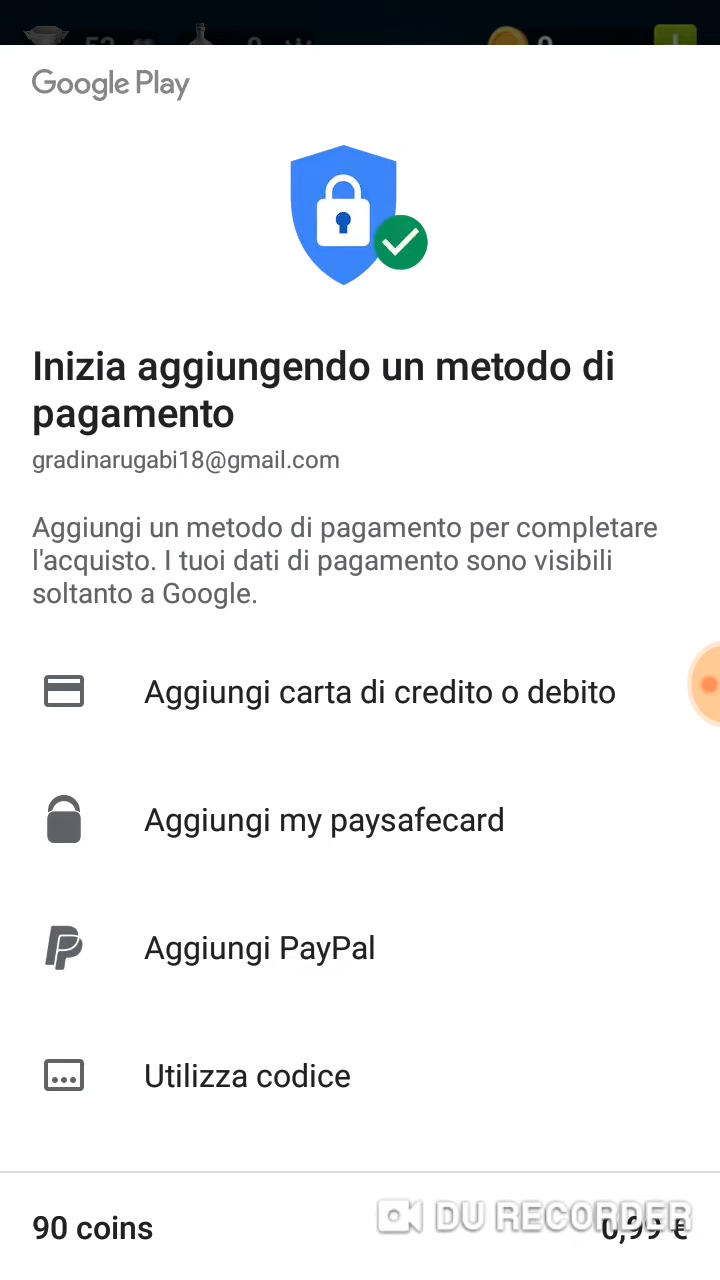 Google Play
Inizia aggiungendo un metodo di
pagamento
gradinarugabi18@gmail.com
Aggiungi un metodo di pagamento per completare
l'acquisto. I tuoi dati di pagamento sono visibili
soltanto a Google.
Aggiungi carta di credito o debito
Aggiungi my paysafecard
Aggiungi PayPal
Utilizza codice
DU RECORDER
90 coins 0,99 €